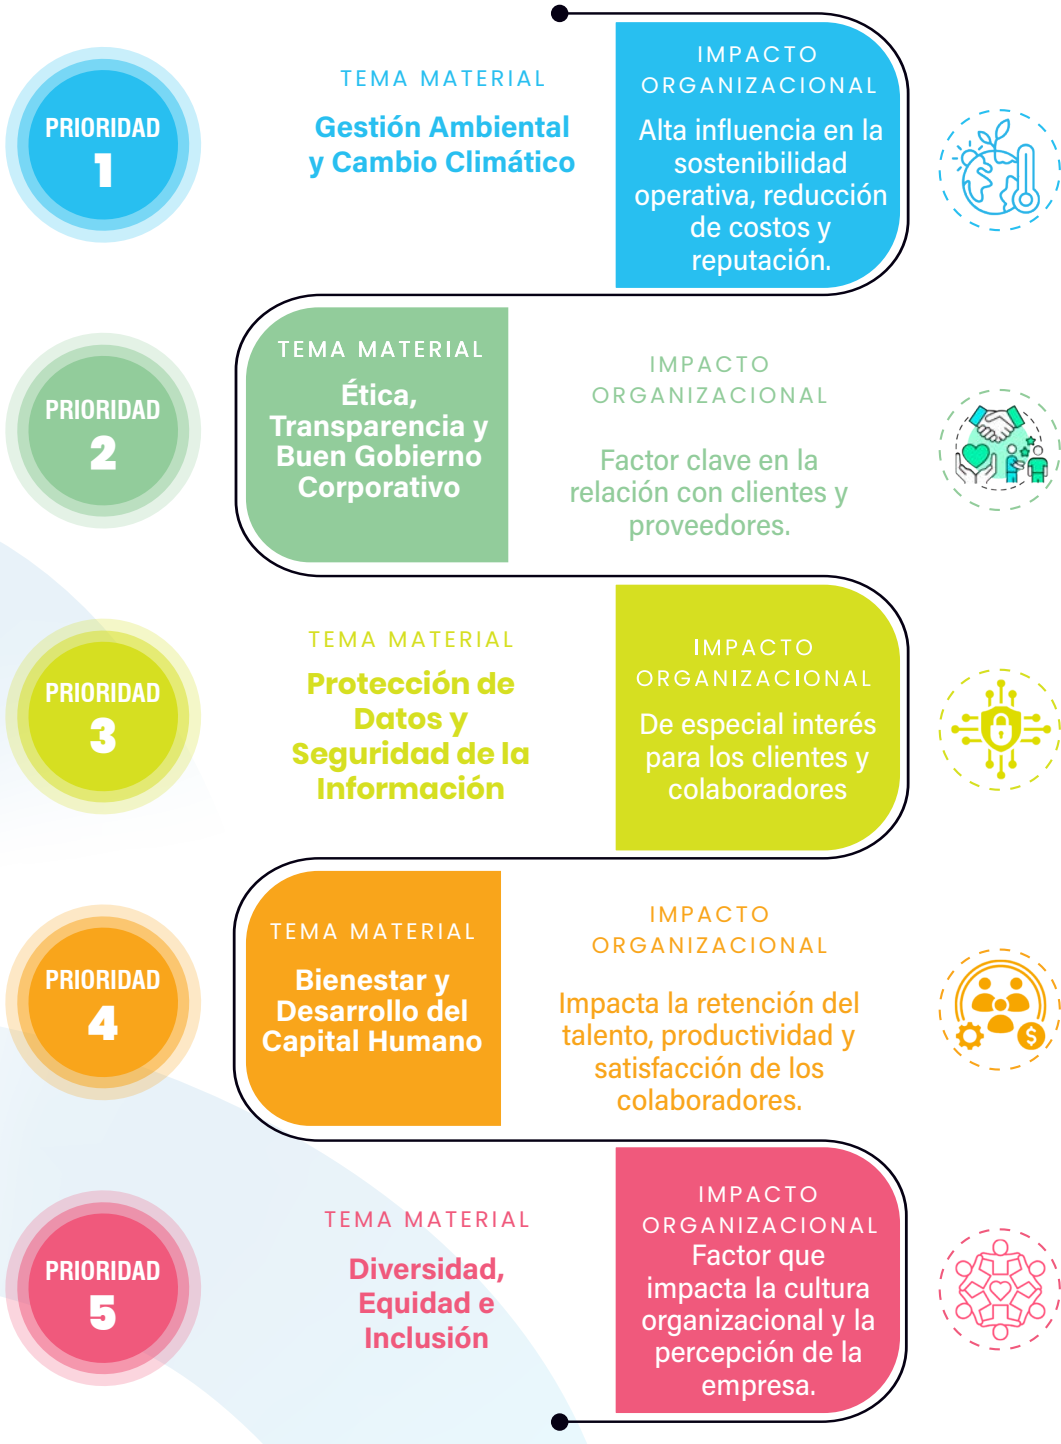 PRIORIDAD
1
TEMA MATERIAL
Gestión Ambiental
y Cambio Climático
IMPACTO
ORGANIZACIONAL
Alta influencia en la
sostenibilidad
operativa, reducción
de costos y
reputación.
PRIORIDAD
2
TEMA MATERIAL
Ética,
Transparencia y
Buen Gobierno
Corporativo
IMPACTO
ORGANIZACIONAL
Factor clave en la
relación con clientes y
proveedores.
PRIORIDAD
3
TEMA MATERIAL
Protección de
Datos y
Seguridad de la
Información
IMPACTO
ORGANIZACIONAL
De especial interés
para los clientes y
colaboradores
PRIORIDAD
4
TEMA MATERIAL
Bienestar y
Desarrollo del
Capital Humano
IMPACTO
ORGANIZACIONAL
Impacta la retención del
talento, productividad y
satisfacción de los
colaboradores.
$
PRIORIDAD
5
TEMA MATERIAL
Diversidad,
Equidad e
Inclusión
IMPACTO
ORGANIZACIONAL
Factor que
impacta la cultura
organizacional y la
percepción de la
empresa.